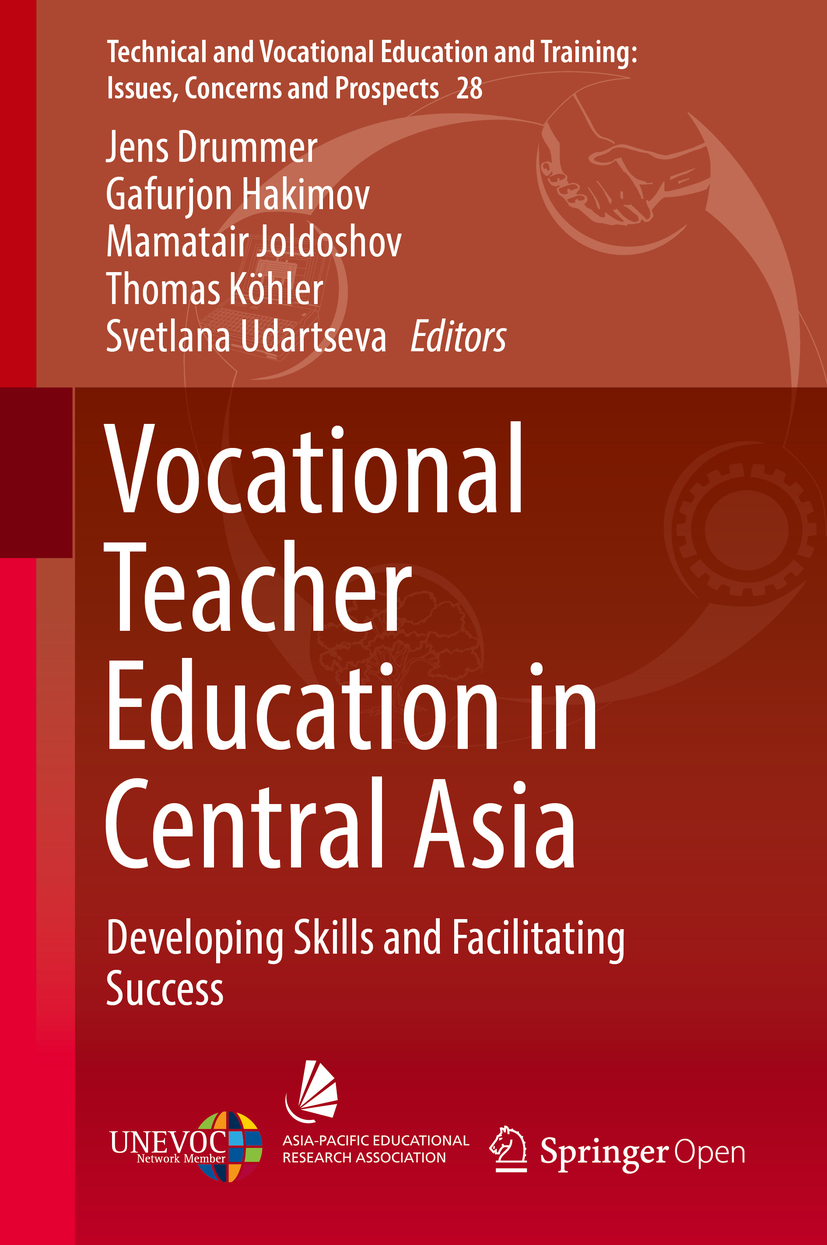 Technical and Vocational Education and Training:
Issues, Concerns and Prospects 28
Jens Drummer
Gafurjon Hakimov
Mamatair Joldoshov
Thomas Köhler
Svetlana Udartseva Editors
Vocational
Teacher
Education in
Central Asia
Developing Skills and Facilitating
Success
UNEVOC
Network Member
ASIA-PACIFIC EDUCATIONAL
RESEARCH ASSOCIATION
Springer Open